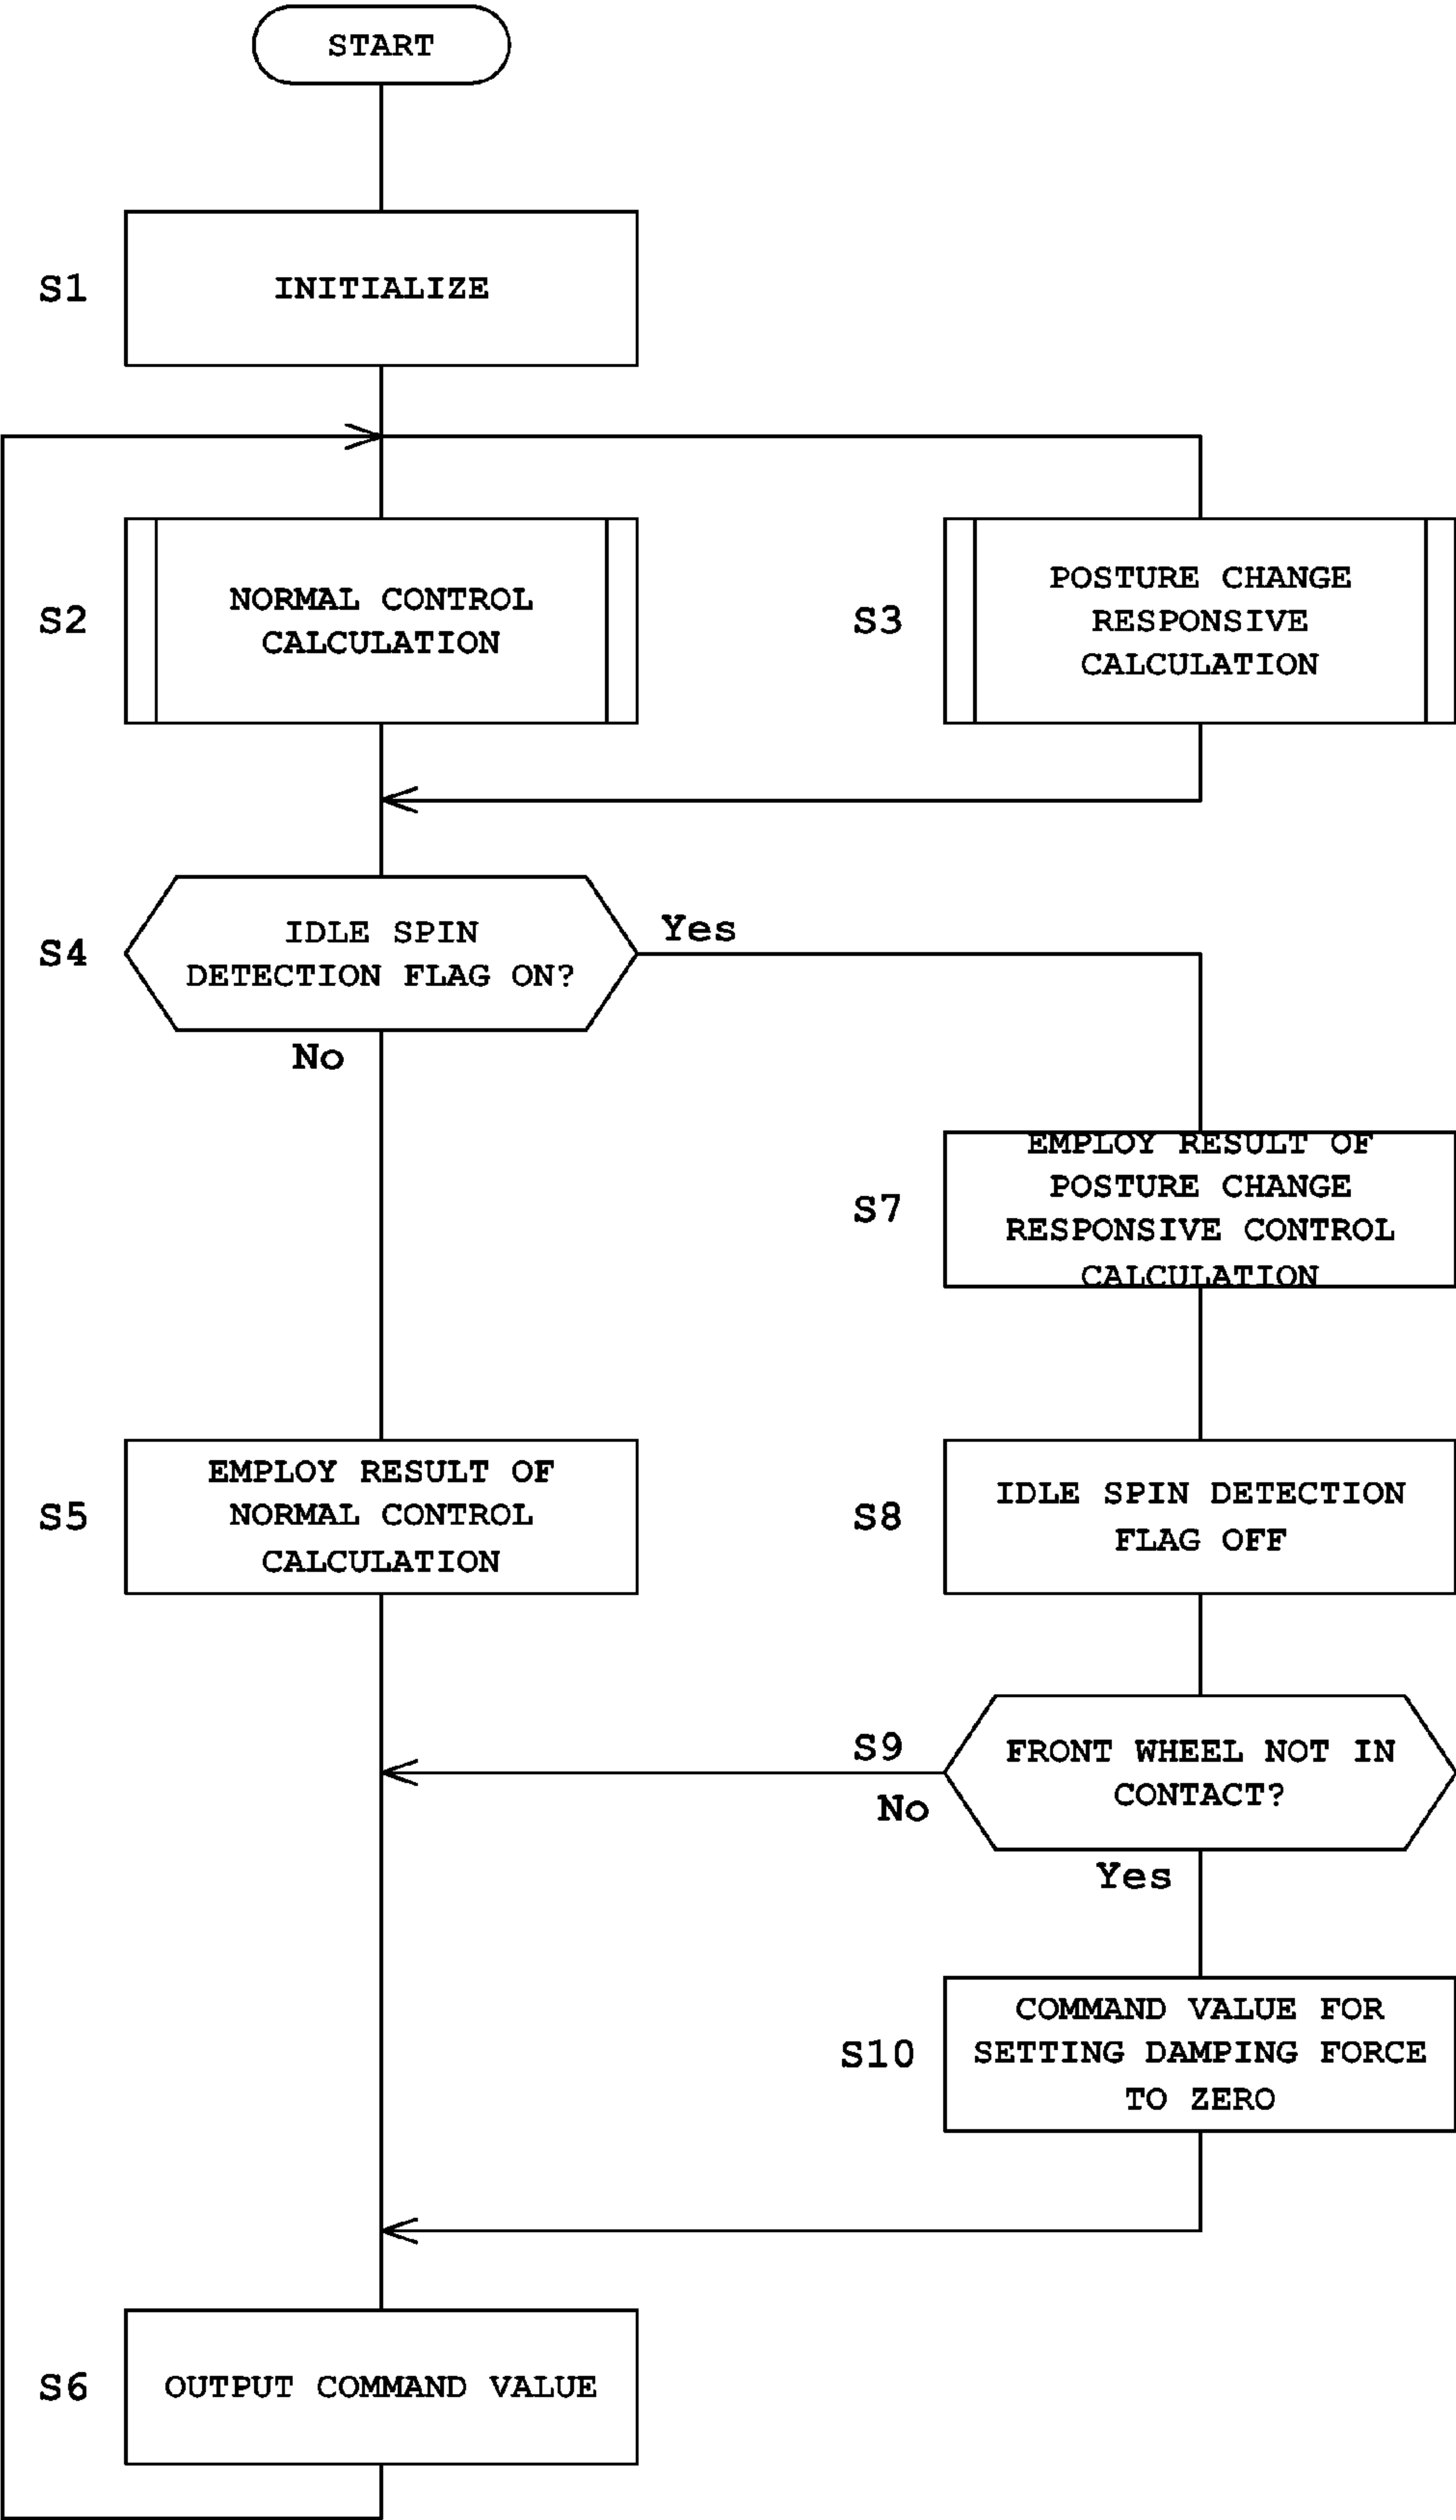 START
S1
INITIALIZE
S2
NORMAL CONTROL
CALCULATION
S3
POSTURE CHANGE
RESPONSIVE
CALCULATION
S4
IDLE SPIN
DETECTION FLAG ON?
Yes
No
S7
EMPLOY RESULT OF
POSTURE CHANGE
RESPONSIVE CONTROL
CALCULATION
S5
EMPLOY RESULT OF
NORMAL CONTROL
CALCULATION
S8
IDLE SPIN DETECTION
FLAG OFF
S9
FRONT WHEEL NOT IN
CONTACT?
No
Yes
S10
COMMAND VALUE FOR
SETTING DAMPING FORCE
TO ZERO
S6
OUTPUT COMMAND VALUE